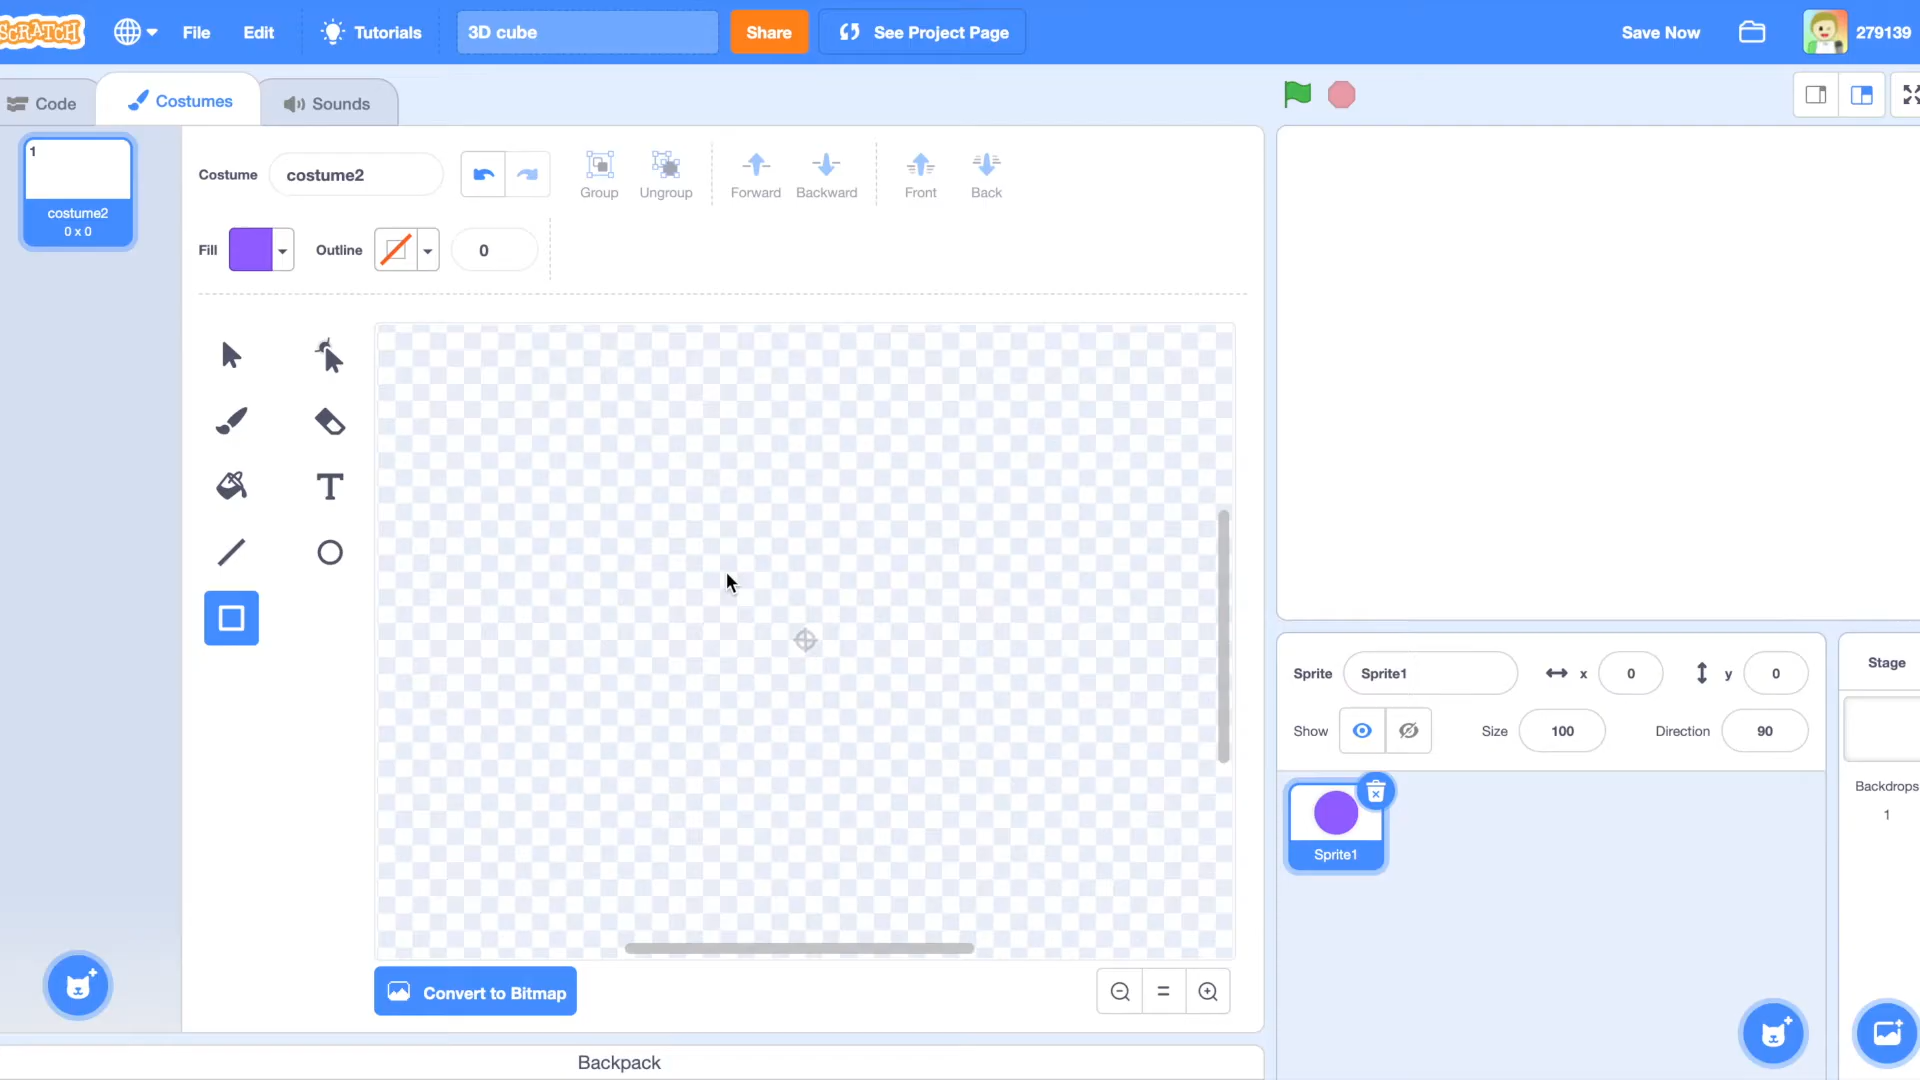 SCRATCH
File
Edit
Tutorials
3D cube
Share
See Project Page
Save Now
279139
Code
Costumes
Sounds
1
costume2
0 x 0
Costume
costume2
Group
Ungroup
Forward
Backward
Front
Back
Fill
Outline
0
T
Convert to Bitmap
=
Backpack
Sprite
Sprite1
x
0
y
0
Show
Size
100
Direction
90
Sprite1
Stage
Backdrops
1